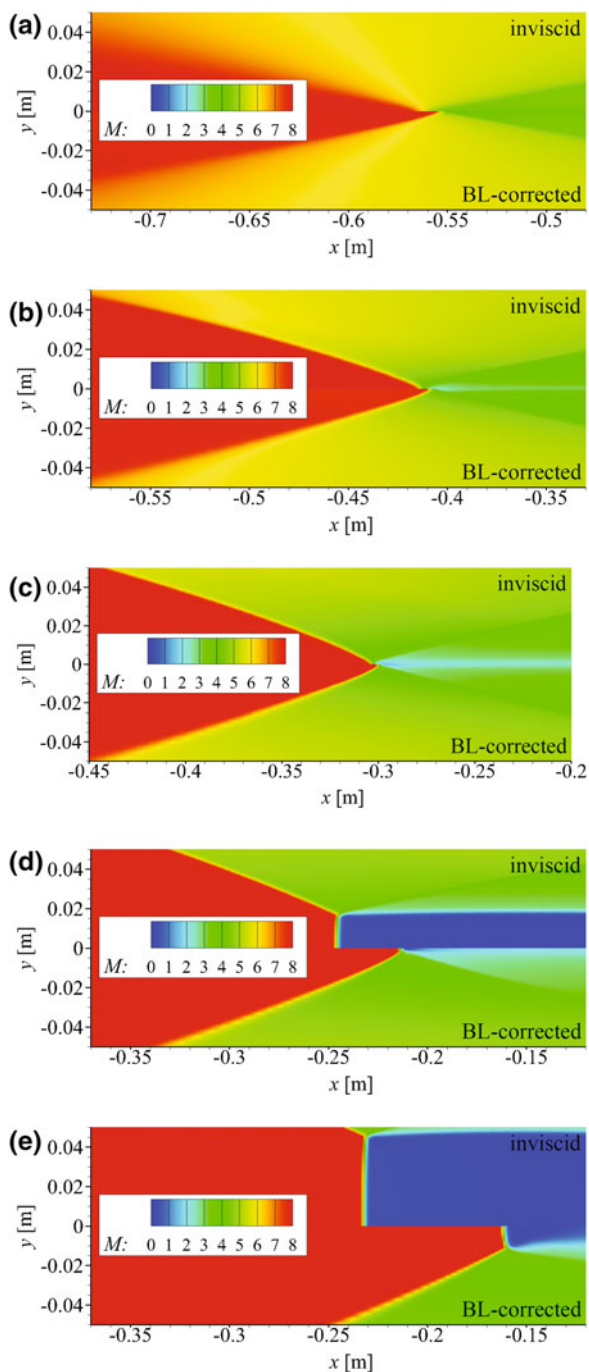 (a)
inviscid
0.04
0.02
0
-0.02
-0.04
y [m]
M: 0 1 2 3 4 5 6 7 8
BL-corrected
-0.7 -0.65 -0.6 -0.55 -0.5
x [m]
(b)
inviscid
0.04
0.02
0
-0.02
-0.04
y [m]
M: 0 1 2 3 4 5 6 7 8
BL-corrected
-0.55 -0.5 -0.45 -0.4 -0.35
x [m]
(c)
inviscid
0.04
0.02
0
-0.02
-0.04
y [m]
M: 0 1 2 3 4 5 6 7 8
BL-corrected
-0.45 -0.4 -0.35 -0.3 -0.25 -0.2
x [m]
(d)
inviscid
0.04
0.02
0
-0.02
-0.04
y [m]
M: 0 1 2 3 4 5 6 7 8
BL-corrected
-0.35 -0.3 -0.25 -0.2 -0.15
x [m]
(e)
inviscid
0.04
0.02
0
-0.02
-0.04
y [m]
M: 0 1 2 3 4 5 6 7 8
BL-corrected
-0.35 -0.3 -0.25 -0.2 -0.15
x [m]